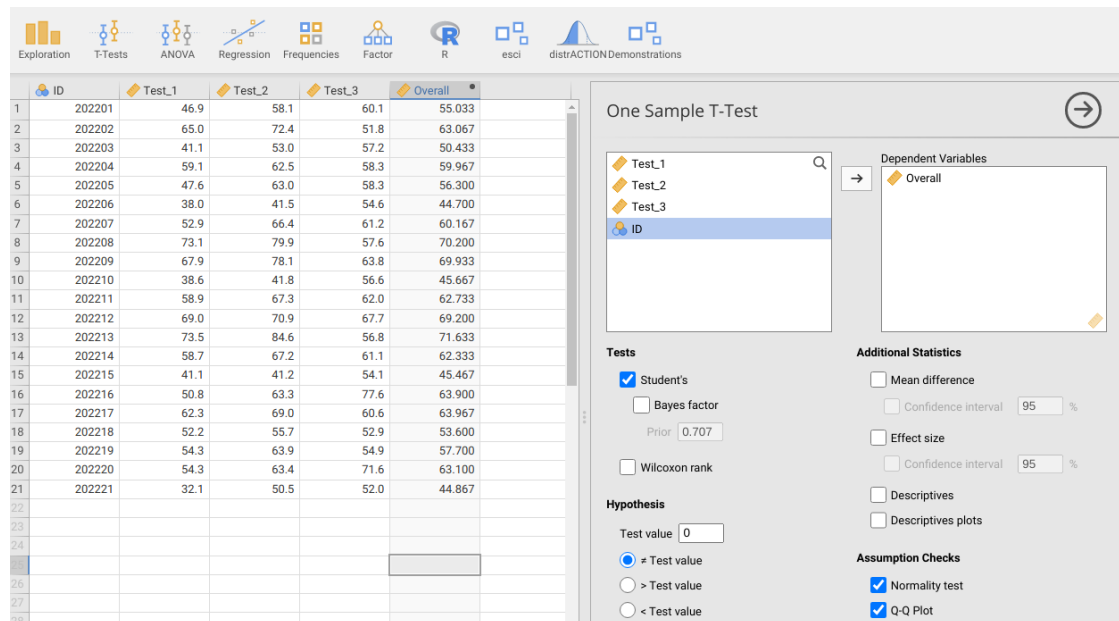 Exploration T-Tests ANOVA Regression Frequencies Factor R esci distrACTION Demonstrations
ID Test_1 Test_2 Test_3 Overall
1 202201 46.9 58.1 60.1 55.033
2 202202 65.0 72.4 51.8 63.067
3 202203 41.1 53.0 57.2 50.433
4 202204 59.1 62.5 58.3 59.967
5 202205 47.6 63.0 58.3 56.300
6 202206 38.0 41.5 54.6 44.700
7 202207 52.9 66.4 61.2 60.167
8 202208 73.1 79.9 57.6 70.200
9 202209 67.9 78.1 63.8 69.933
10 202210 38.6 41.8 56.6 45.667
11 202211 58.9 67.3 62.0 62.733
12 202212 69.0 70.9 67.7 69.200
13 202213 73.5 84.6 56.8 71.633
14 202214 58.7 67.2 61.1 62.333
15 202215 41.1 41.2 54.1 45.467
16 202216 50.8 63.3 77.6 63.900
17 202217 62.3 69.0 60.6 63.967
18 202218 52.2 55.7 52.9 53.600
19 202219 54.3 63.9 54.9 57.700
20 202220 54.3 63.4 71.6 63.100
21 202221 32.1 50.5 52.0 44.867
22
23
24
25
26
27
28
One Sample T-Test
Test_1
Test_2
Test_3
ID
Dependent Variables
Overall
Tests
Student's
Bayes factor
Prior 0.707
Wilcoxon rank
Hypothesis
Test value 0
≠ Test value
> Test value
< Test value
Additional Statistics
Mean difference
Confidence interval 95 %
Effect size
Confidence interval 95 %
Descriptives
Descriptives plots
Assumption Checks
Normality test
Q-Q Plot